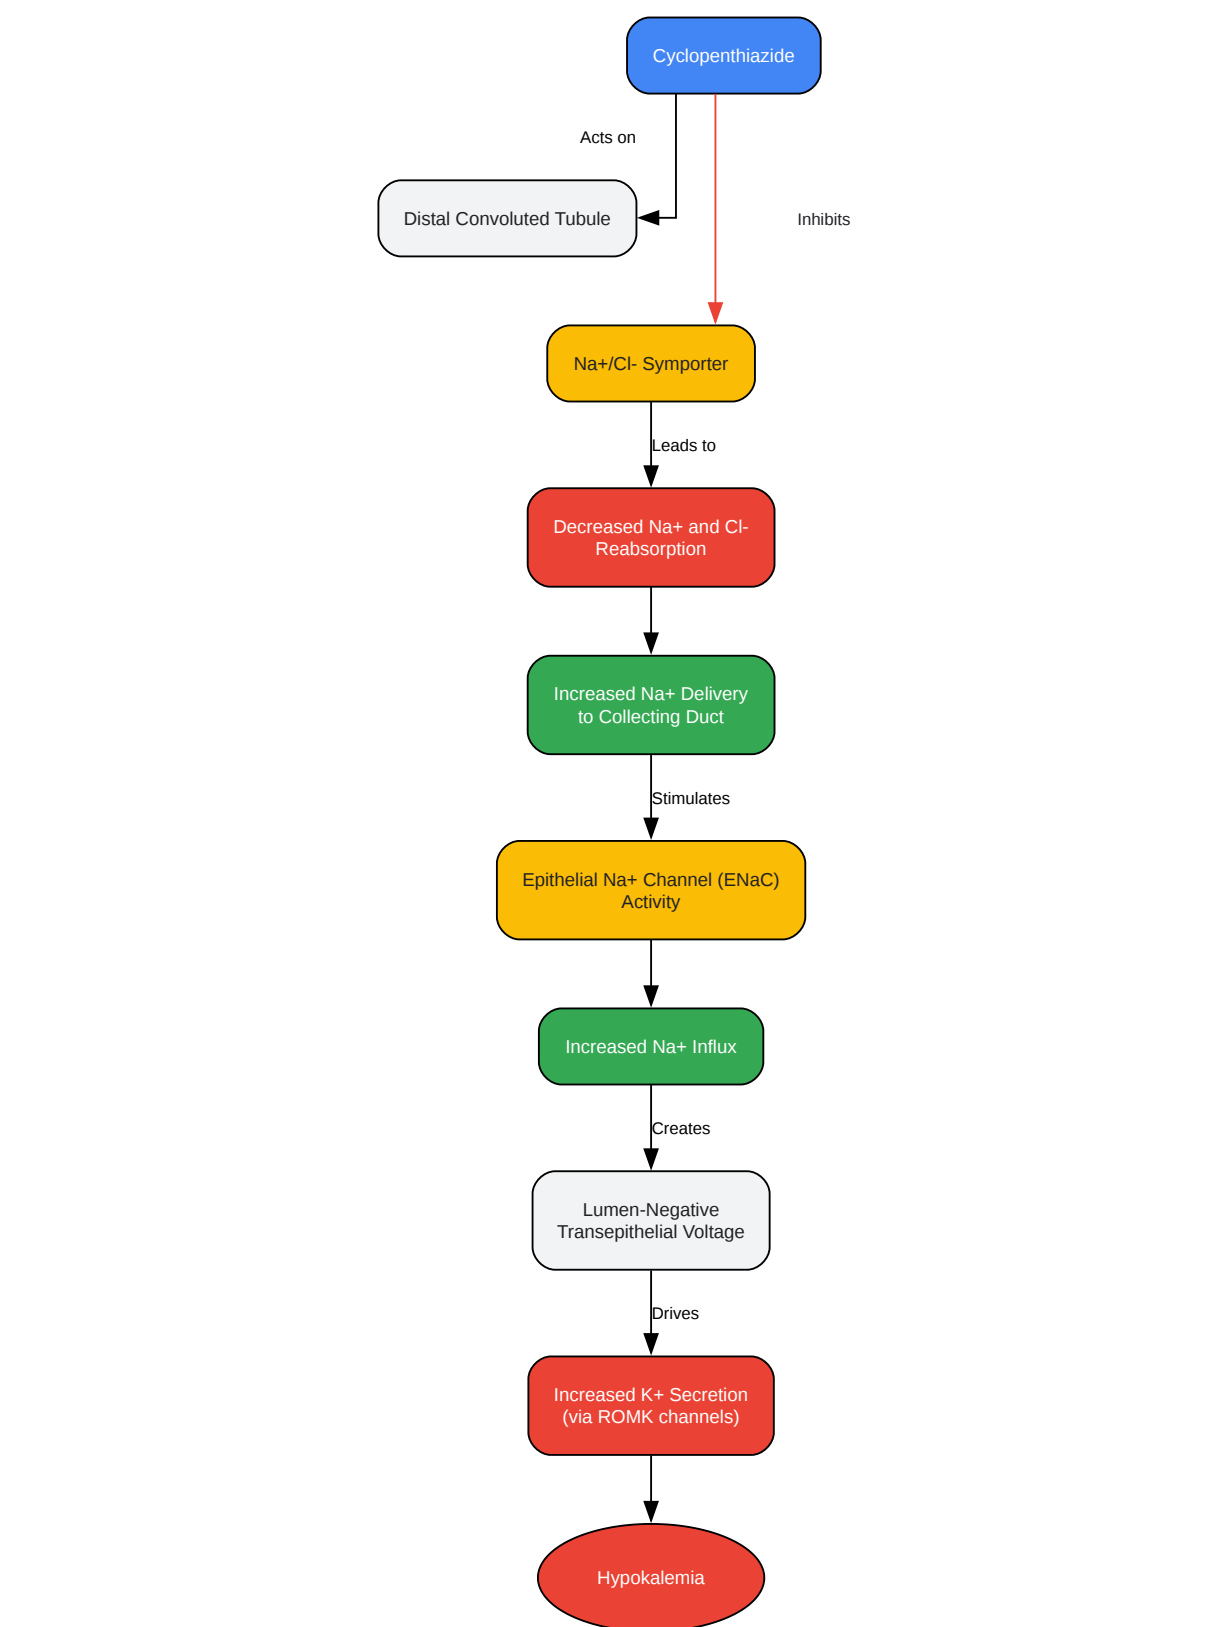 Cyclopenthiazide
Acts on
Distal Convoluted Tubule
Inhibits
Na+/Cl- Symporter
Leads to
Decreased Na+ and Cl-
Reabsorption
Increased Na+ Delivery
to Collecting Duct
Stimulates
Epithelial Na+ Channel (ENaC)
Activity
Increased Na+ Influx
Creates
Lumen-Negative
Transepithelial Voltage
Drives
Increased K+ Secretion
(via ROMK channels)
Hypokalemia